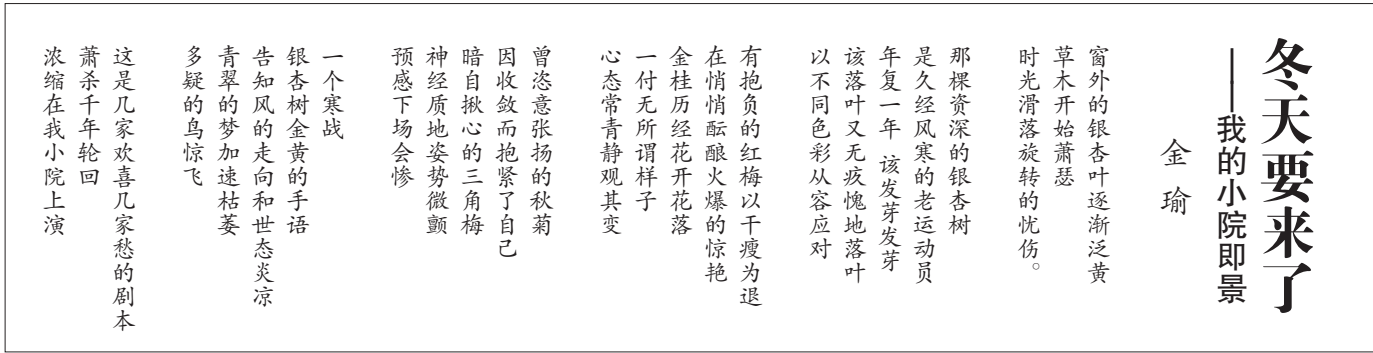 冬天要来了
——我的小院即景
金瑜
窗外的银杏叶逐渐泛黄
草木开始萧瑟
时光滑落旋转的忧伤。
那棵资深的银杏树
是久经风寒的老运动员
年复一年 该发芽发芽
该落叶又无疚愧地落叶
以不同色彩从容应对
有抱负的红梅以干瘦为退
在悄悄酝酿火爆的惊艳
金桂历经花开花落
一付无所谓样子
心态常青静观其变
曾恣意张扬的秋菊
因收敛而抱紧了自己
暗自揪心的三角梅
神经质地姿势微颤
预感下场会惨
一个寒战
银杏树金黄的手语
告知风的走向和世态炎凉
青翠的梦加速枯萎
多疑的鸟惊飞
这是几家欢喜几家愁的剧本
萧杀千年轮回
浓缩在我小院上演